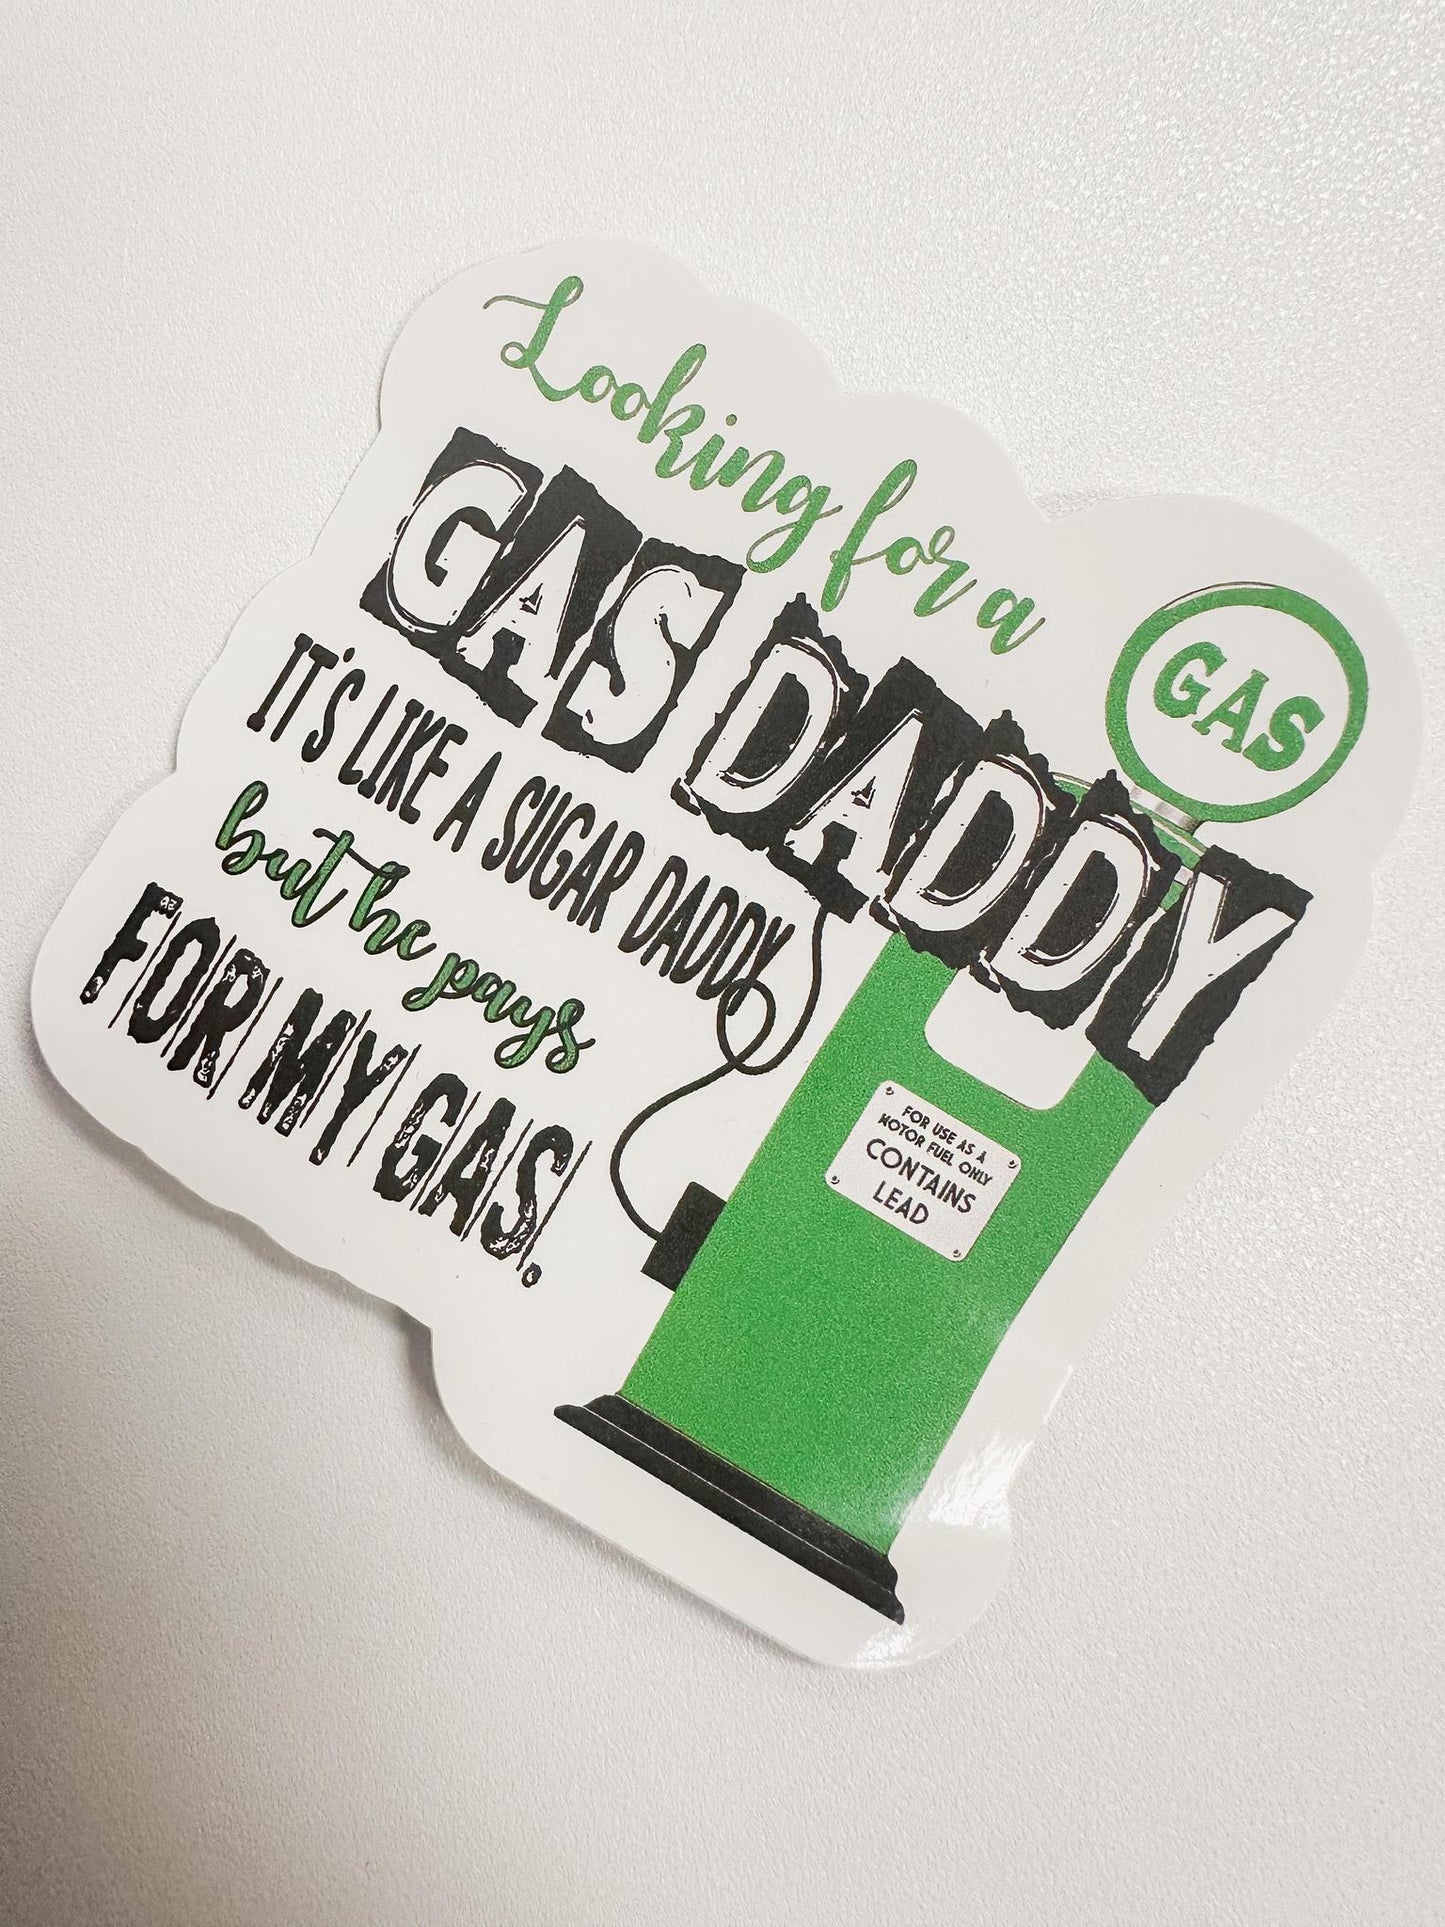 Looking for a
GAS DADDY
IT'S LIKE A SUGAR DADDY
but he pays
FOR MY GAS.
GAS
FOR USE AS A
MOTOR FUEL ONLY
CONTAINS
LEAD